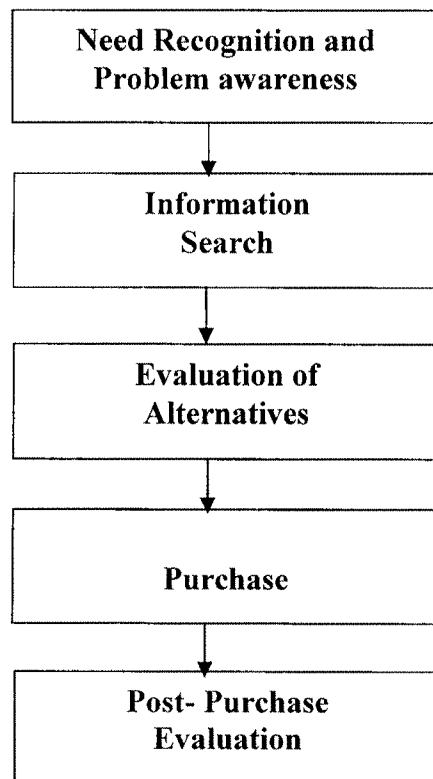 Need Recognition and
Problem awareness
Information
Search
Evaluation of
Alternatives
Purchase
Post- Purchase
Evaluation